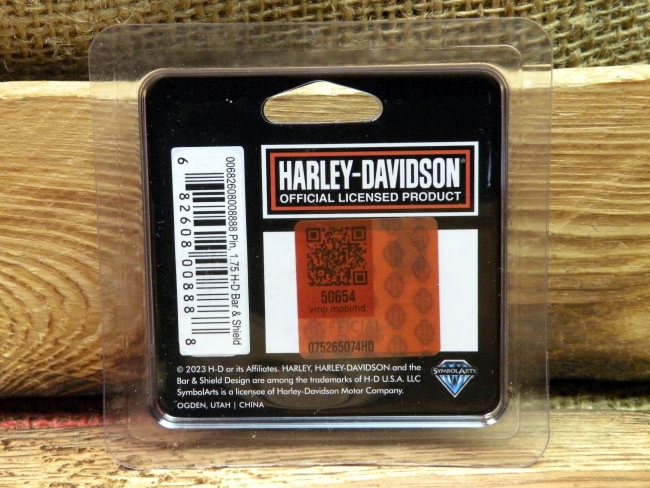 HARLEY-DAVIDSON®
OFFICIAL LICENSED PRODUCT
00682608008888 Pin, 1.75 H-D Bar & Shield
6 82608 00888 8
50654
vmp.mobi/hd
OFFICIAL
075265074HD
© 2023 H-D or its Affiliates. HARLEY, HARLEY-DAVIDSON and the
Bar & Shield Design are among the trademarks of H-D U.S.A. LLC
SymbolArts is a licensee of Harley-Davidson Motor Company.
OGDEN, UTAH | CHINA
SYMBOLARTS